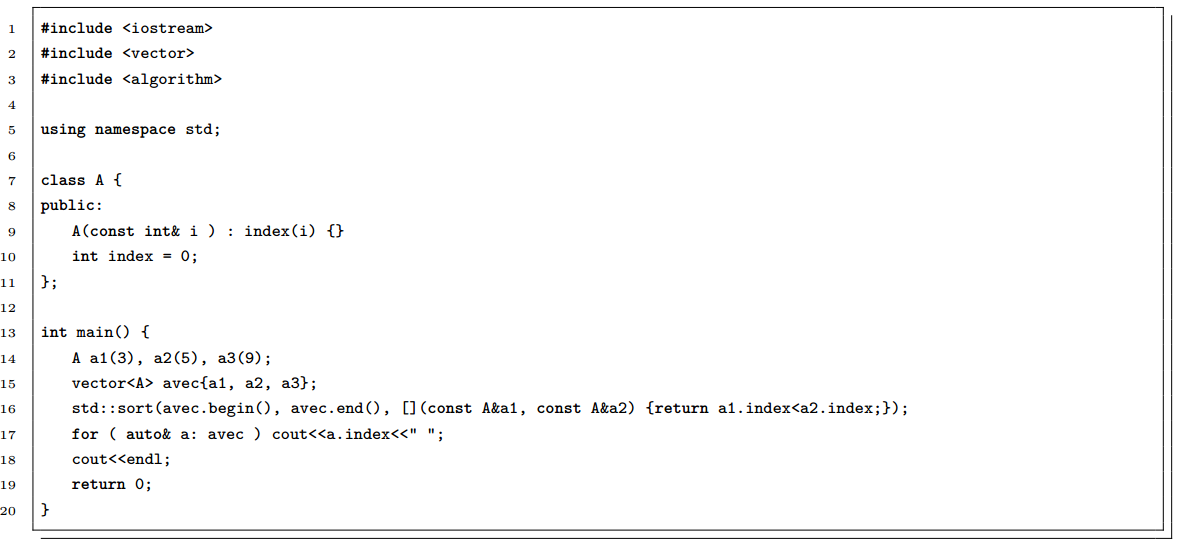 1 #include <iostream>
2 #include <vector>
3 #include <algorithm>
4
5 using namespace std;
6
7 class A {
8 public:
9 A(const int& i ) : index(i) {}
10 int index = 0;
11 };
12
13 int main() {
14 A a1(3), a2(5), a3(9);
15 vector<A> avec{a1, a2, a3};
16 std::sort(avec.begin(), avec.end(), [](const A&a1, const A&a2) {return a1.index<a2.index;});
17 for ( auto& a: avec ) cout<<a.index<<" ";
18 cout<<endl;
19 return 0;
20 }